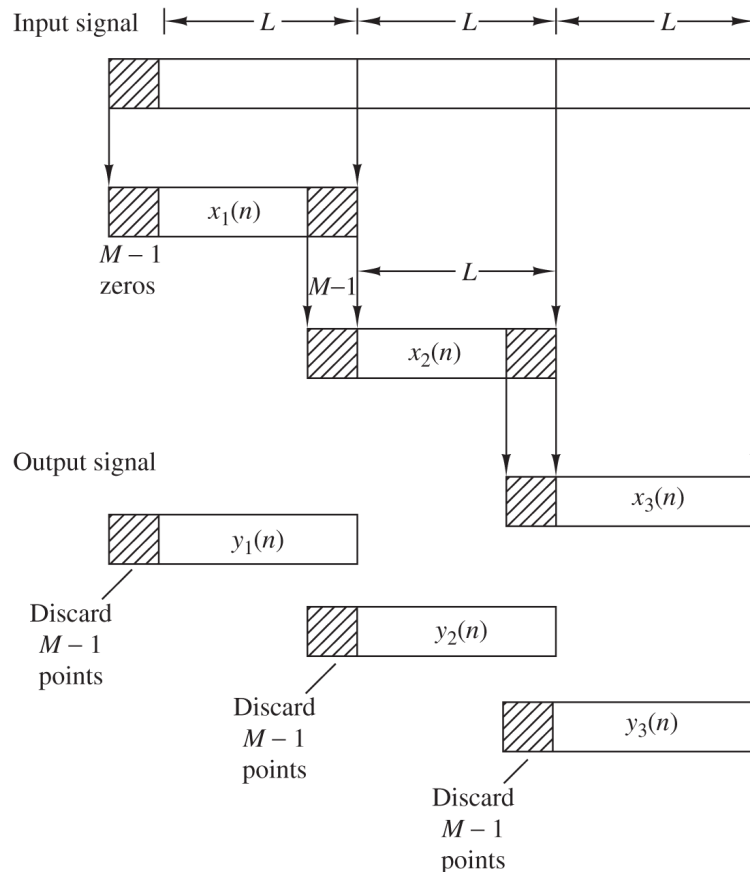 Input signal L L L
x₁(n)
M − 1
zeros
M–1 L
x₂(n)
Output signal
x₃(n)
y₁(n)
Discard
M − 1
points
y₂(n)
Discard
M − 1
points
y₃(n)
Discard
M − 1
points